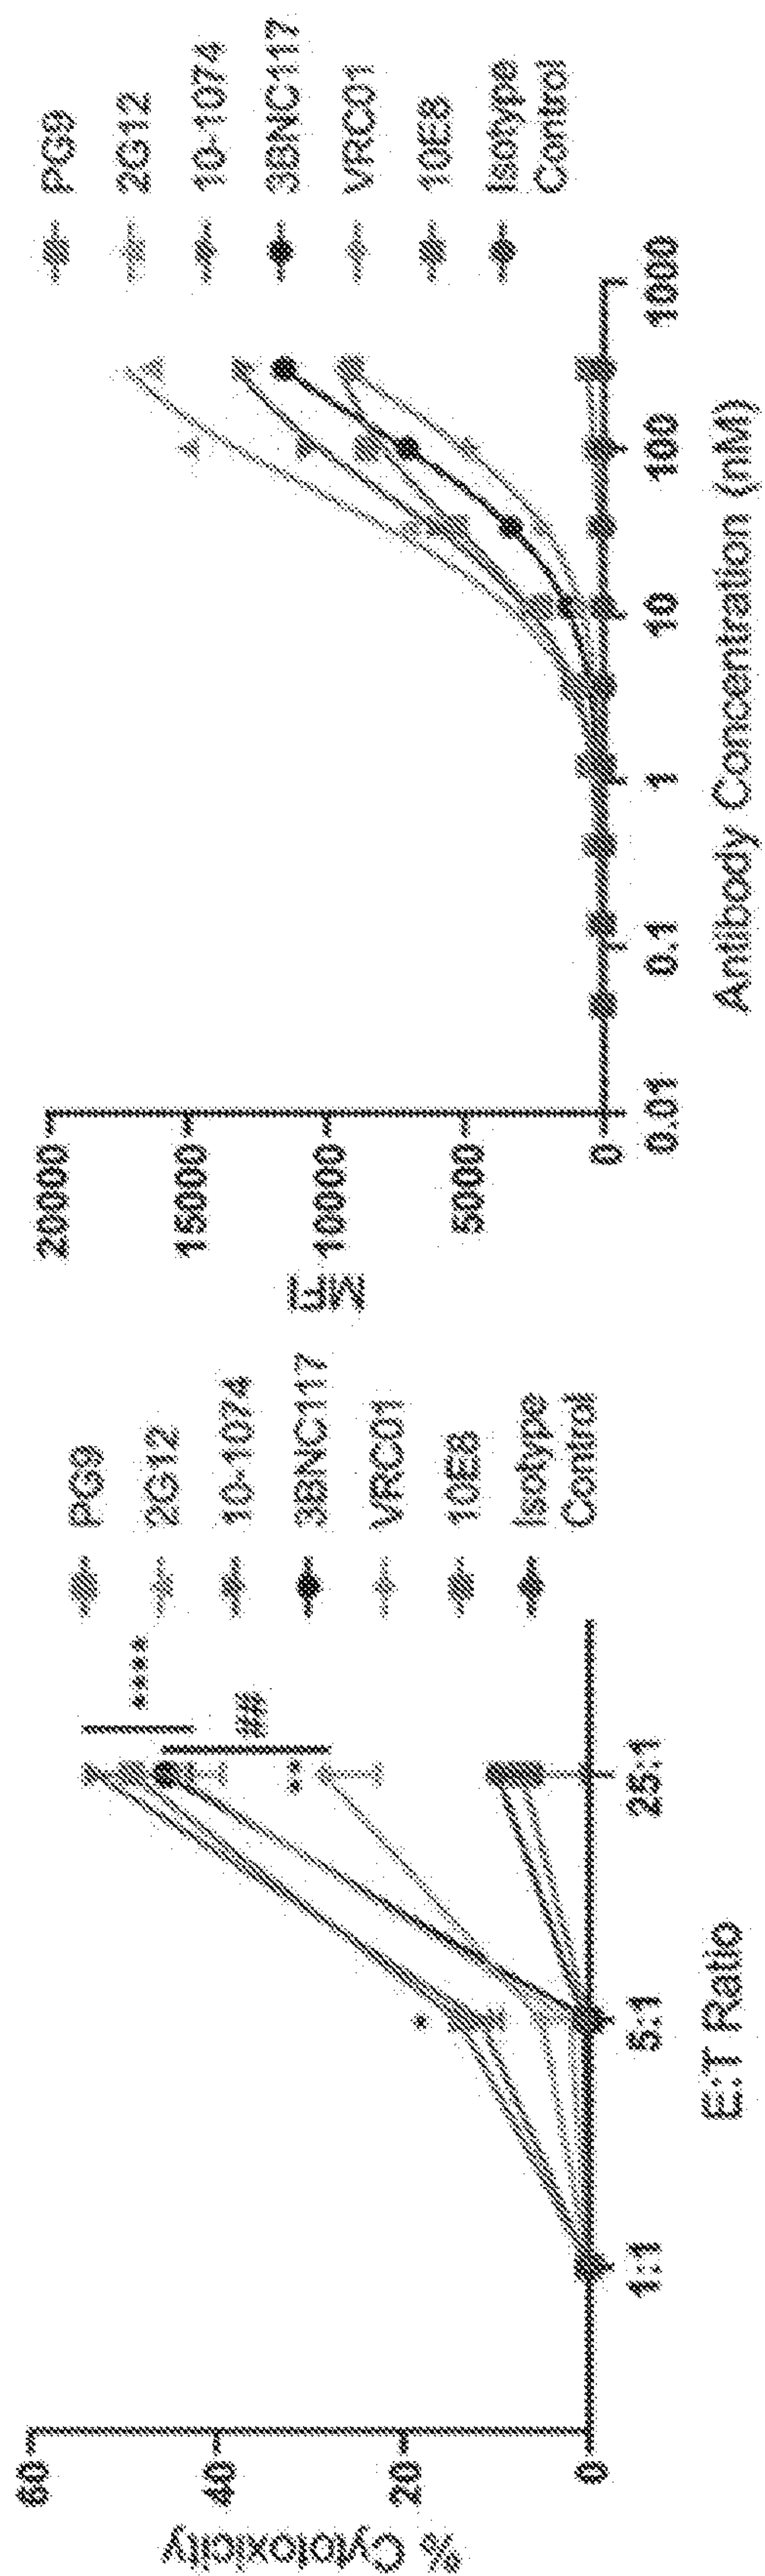 % Cytotoxicity
60
40
20
0
1:1
5:1
25:1
E:T Ratio
*
**
##
****
PG9
2G12
10-1074
3BNC117
VRC01
10E8
Isotype
Control
MFI
20000
15000
10000
5000
0
0.01
0.1
1
10
100
1000
Antibody Concentration (nM)
PG9
2G12
10-1074
3BNC117
VRC01
10E8
Isotype
Control